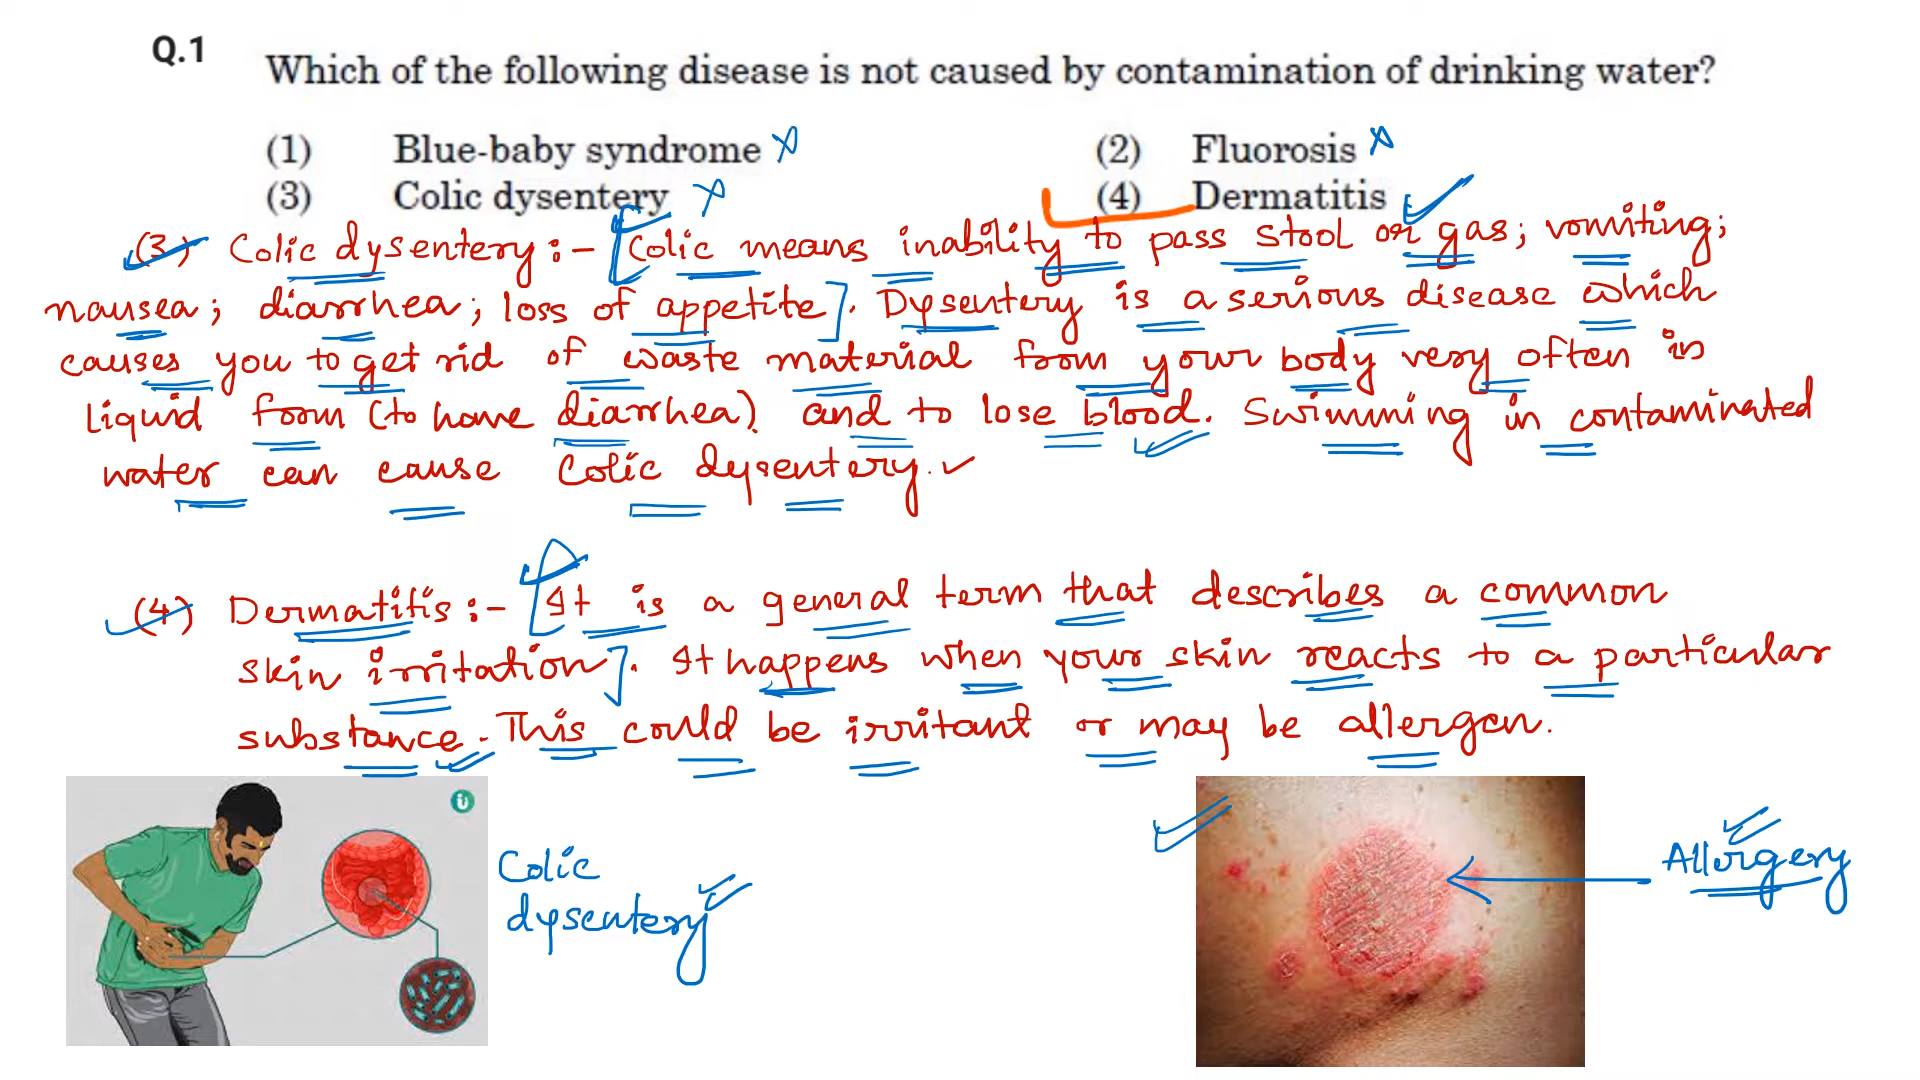 Q.1
Which of the following disease is not caused by contamination of drinking water?
(1) Blue-baby syndrome (2) Fluorosis
(3) Colic dysentery (4) Dermatitis
(3) Colic dysentery :- [Colic means inability to pass stool or gas; vomiting;
nausea; diarrhea; loss of appetite]. Dysentery is a serious disease which
causes you to get rid of waste material from your body very often in
liquid form (to have diarrhea) and to lose blood. Swimming in contaminated
water can cause Colic dysentery.
(4) Dermatitis :- [It is a general term that describes a common
skin irritation]. It happens when your skin reacts to a particular
substance. This could be irritant or may be allergen.
Colic
dysentery
Allergery